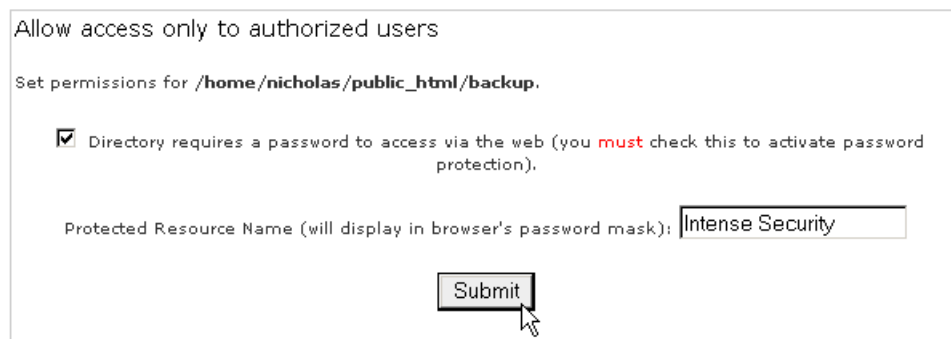 Allow access only to authorized users
Set permissions for /home/nicholas/public_html/backup.
Directory requires a password to access via the web (you must check this to activate password
protection).
Protected Resource Name (will display in browser's password mask): Intense Security
Submit